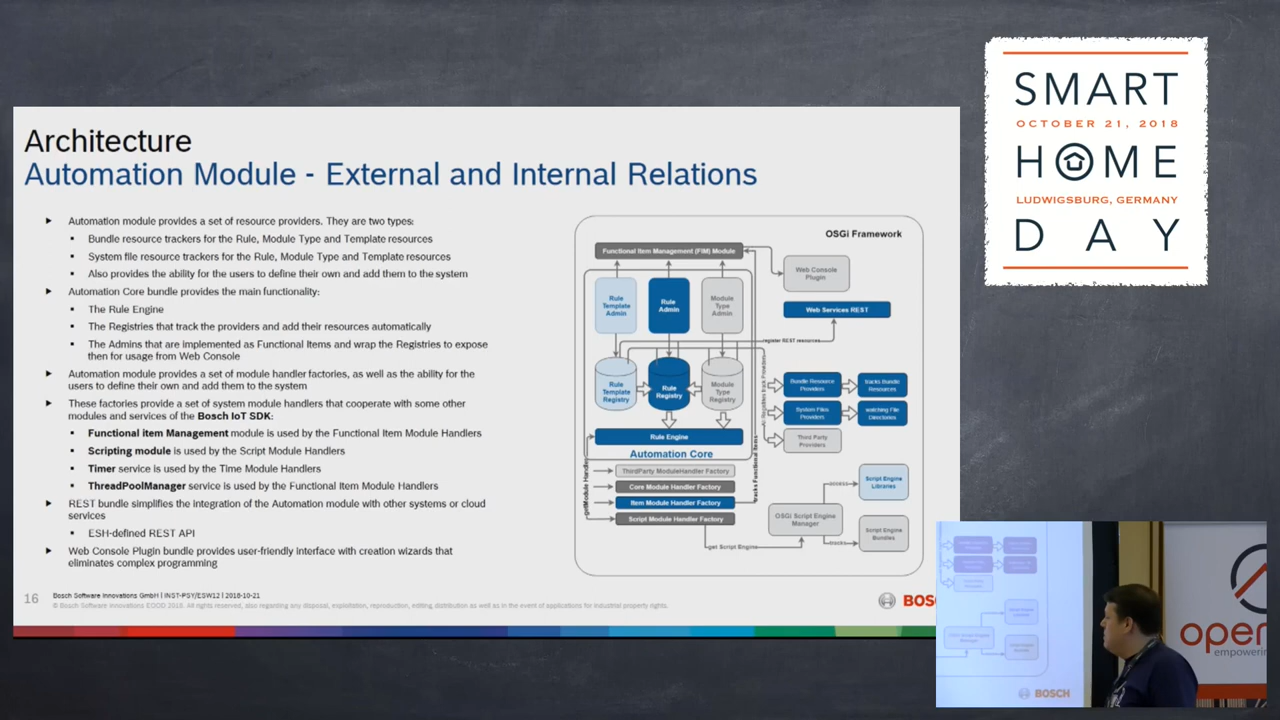 Architecture
Automation Module - External and Internal Relations
Automation module provides a set of resource providers. They are two types:
Bundle resource trackers for the Rule, Module Type and Template resources
System file resource trackers for the Rule, Module Type and Template resources
Also provides the ability for the users to define their own and add them to the system
Automation Core bundle provides the main functionality:
The Rule Engine
The Registries that track the providers and add their resources automatically
The Admins that are implemented as Functional Items and wrap the Registries to expose
then for usage from Web Console
Automation module provides a set of module handler factories, as well as the ability for the
users to define their own and add them to the system
These factories provide a set of system module handlers that cooperate with some other
modules and services of the Bosch IoT SDK:
Functional item Management module is used by the Functional Item Module Handlers
Scripting module is used by the Script Module Handlers
Timer service is used by the Time Module Handlers
ThreadPoolManager service is used by the Functional Item Module Handlers
REST bundle simplifies the integration of the Automation module with other systems or cloud
services
ESH-defined REST API
Web Console Plugin bundle provides user-friendly interface with creation wizards that
eliminates complex programming
OSGi Framework
Functional Item Management (FIM) Module
Web Console
Plugin
Rule
Template
Admin
Rule
Admin
Module
Type
Admin
Web Services REST
register REST resources
Rule
Template
Registry
Rule
Registry
Module
Type
Registry
Bundle Resource
Providers
Tracks Bundle
Resources
System Files
Providers
watching File
Directories
Third Party
Providers
Rule Engine
Automation Core
ThirdParty ModuleHandler Factory
Core Module Handler Factory
Item Module Handler Factory
Script Module Handler Factory
getModule Handler
tracks Functional Items
access
Script Engine
Libraries
OSGi Script Engine
Manager
tracks
Script Engine
Bundles
get Script Engine
16
Bosch Software Innovations GmbH | INST-PSY/ESW12 | 2018-10-21
© Bosch Software Innovations EOOD 2018. All rights reserved, also regarding any disposal, exploitation, reproduction, editing, distribution as well as in the event of applications for industrial property rights.
BOSC
SMART
OCTOBER 21, 2018
HOME
LUDWIGSBURG, GERMANY
DAY
BOSCH
open
empowerin